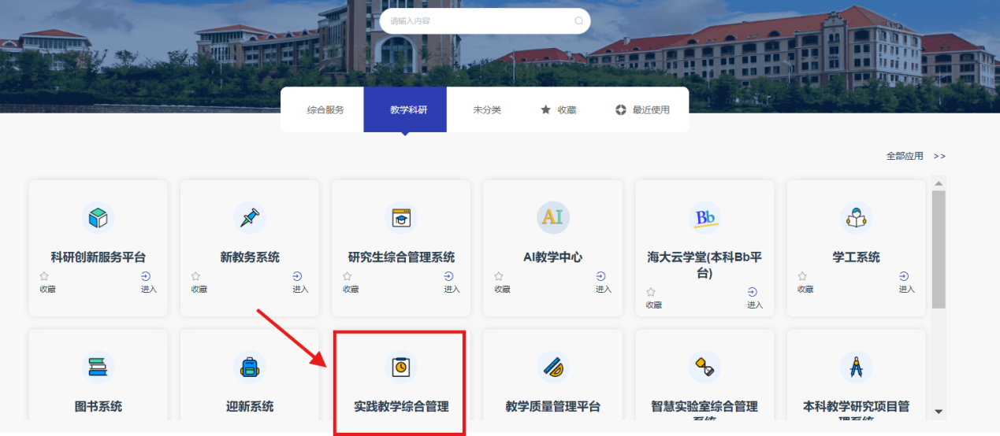 请输入内容
综合服务
教学科研
未分类
收藏
最近使用
全部应用 >>
科研创新服务平台
收藏
进入
新教务系统
收藏
进入
研究生综合管理系统
收藏
进入
AI
AI教学中心
收藏
进入
Bb
海大云学堂(本科Bb平
台)
收藏
进入
学工系统
收藏
进入
图书系统
迎新系统
实践教学综合管理
教学质量管理平台
智慧实验室综合管理
系统
本科教学研究项目管
理系统